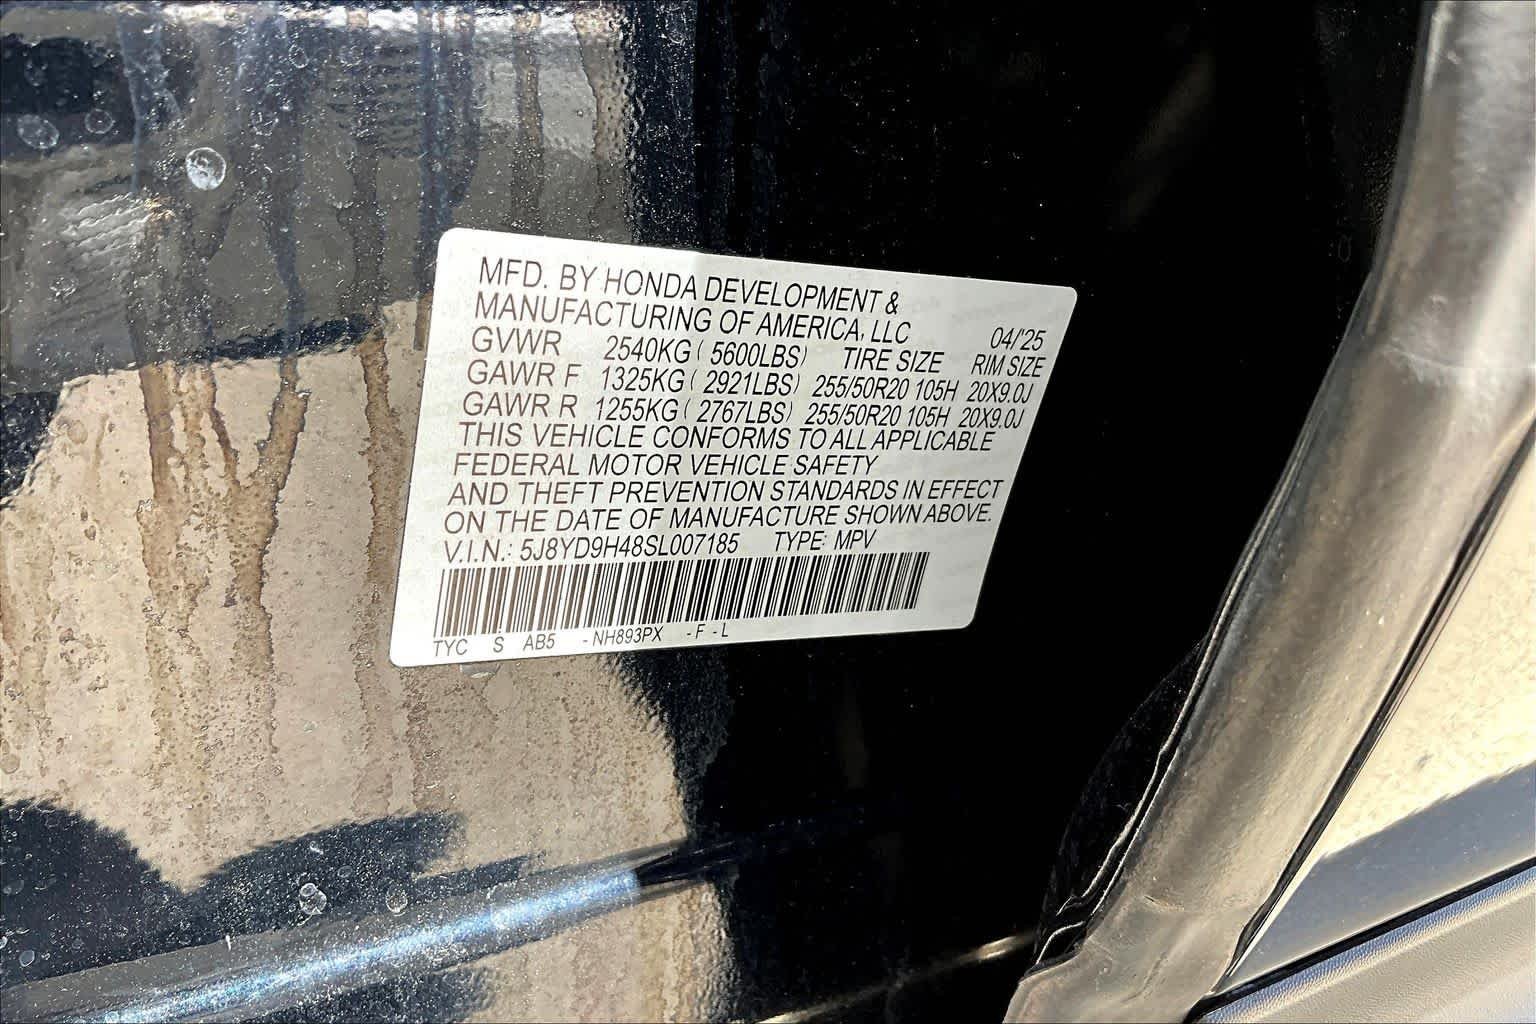 MFD. BY HONDA DEVELOPMENT &
MANUFACTURING OF AMERICA, LLC 04/'25
GVWR 2540KG ( 5600LBS) TIRE SIZE RIM SIZE
GAWR F 1325KG ( 2921LBS) 255/50R20 105H 20X9.0J
GAWR R 1255KG ( 2767LBS) 255/50R20 105H 20X9.0J
THIS VEHICLE CONFORMS TO ALL APPLICABLE
FEDERAL MOTOR VEHICLE SAFETY
AND THEFT PREVENTION STANDARDS IN EFFECT
ON THE DATE OF MANUFACTURE SHOWN ABOVE.
V.I.N.: 5J8YD9H48SL007185 TYPE: MPV
TYC S AB5 - NH893PX - F - L